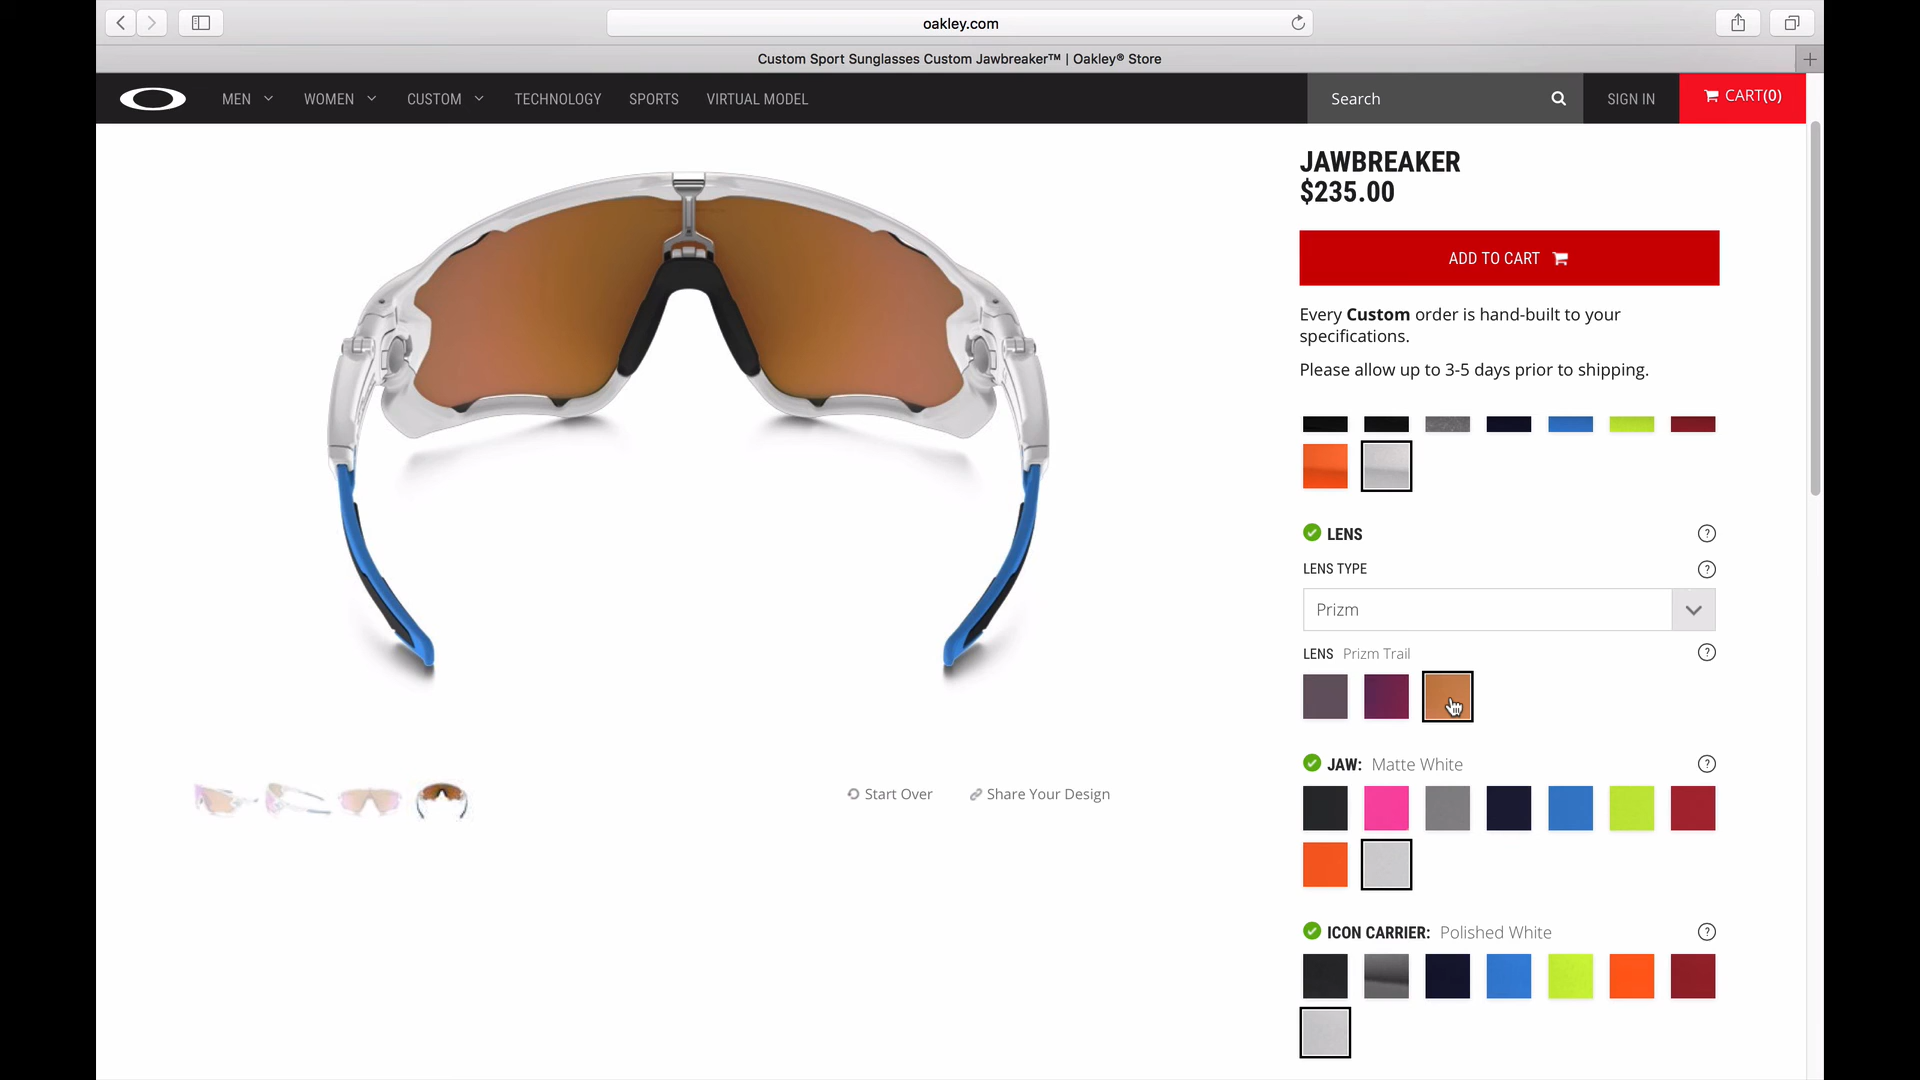 oakley.com
Custom Sport Sunglasses Custom Jawbreaker™ | Oakley® Store
MEN
WOMEN
CUSTOM
TECHNOLOGY
SPORTS
VIRTUAL MODEL
Search
SIGN IN
CART(0)
JAWBREAKER
$235.00
ADD TO CART
Every Custom order is hand-built to your
specifications.
Please allow up to 3-5 days prior to shipping.
LENS
LENS TYPE
Prizm
LENS Prizm Trail
JAW: Matte White
Start Over
Share Your Design
ICON CARRIER: Polished White